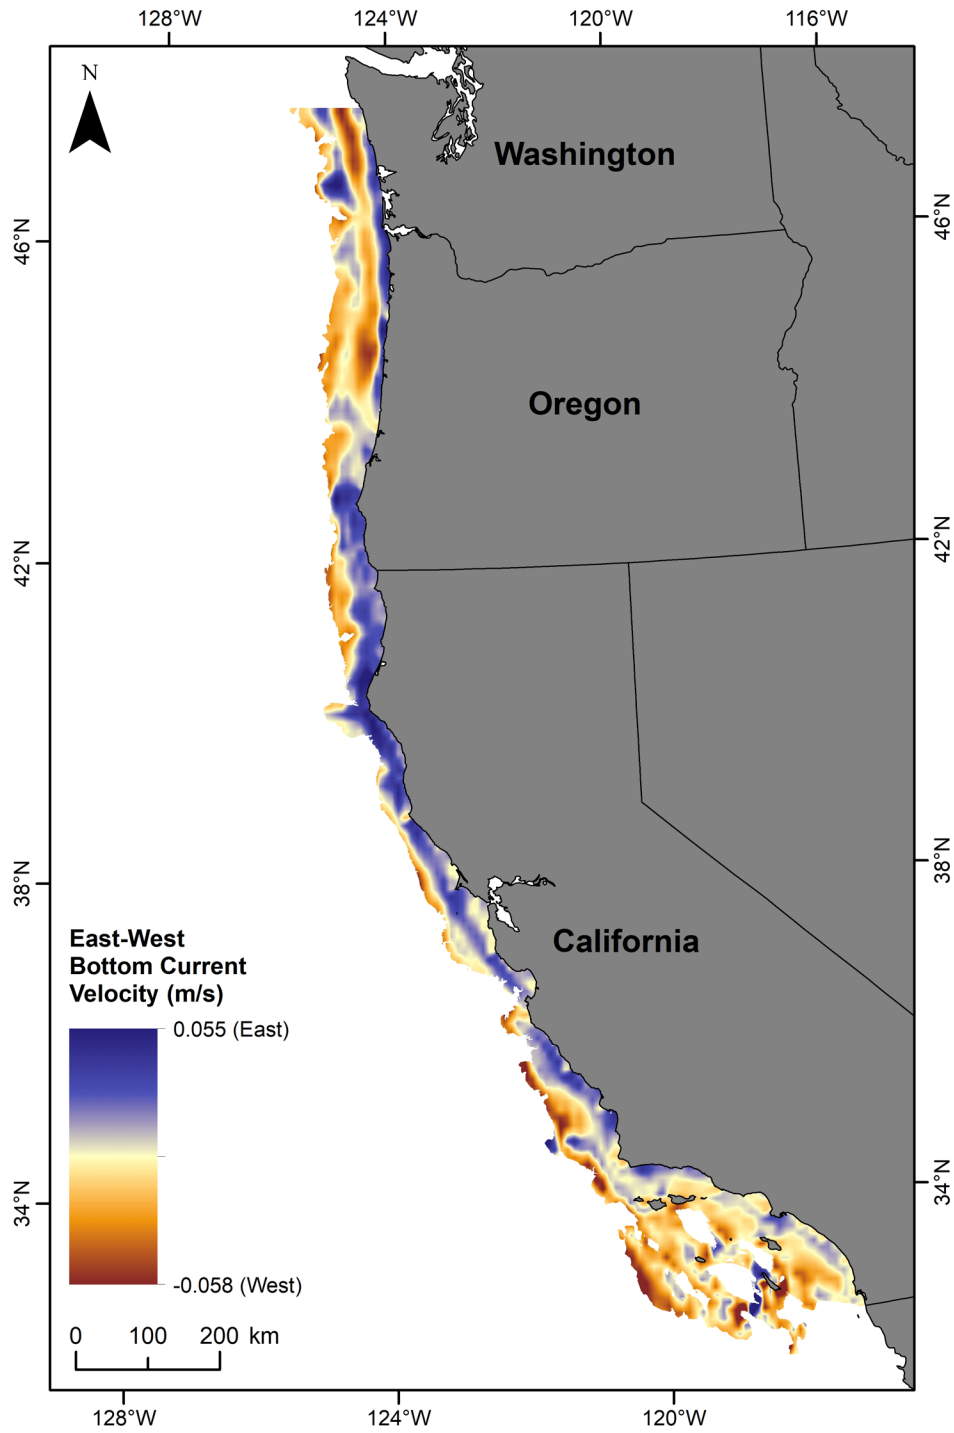 128°W 124°W 120°W 116°W
N
Washington
46°N
46°N
Oregon
42°N
42°N
38°N
38°N
California
East-West
Bottom Current
Velocity (m/s)
0.055 (East)
34°N
34°N
-0.058 (West)
0 100 200 km
128°W 124°W 120°W